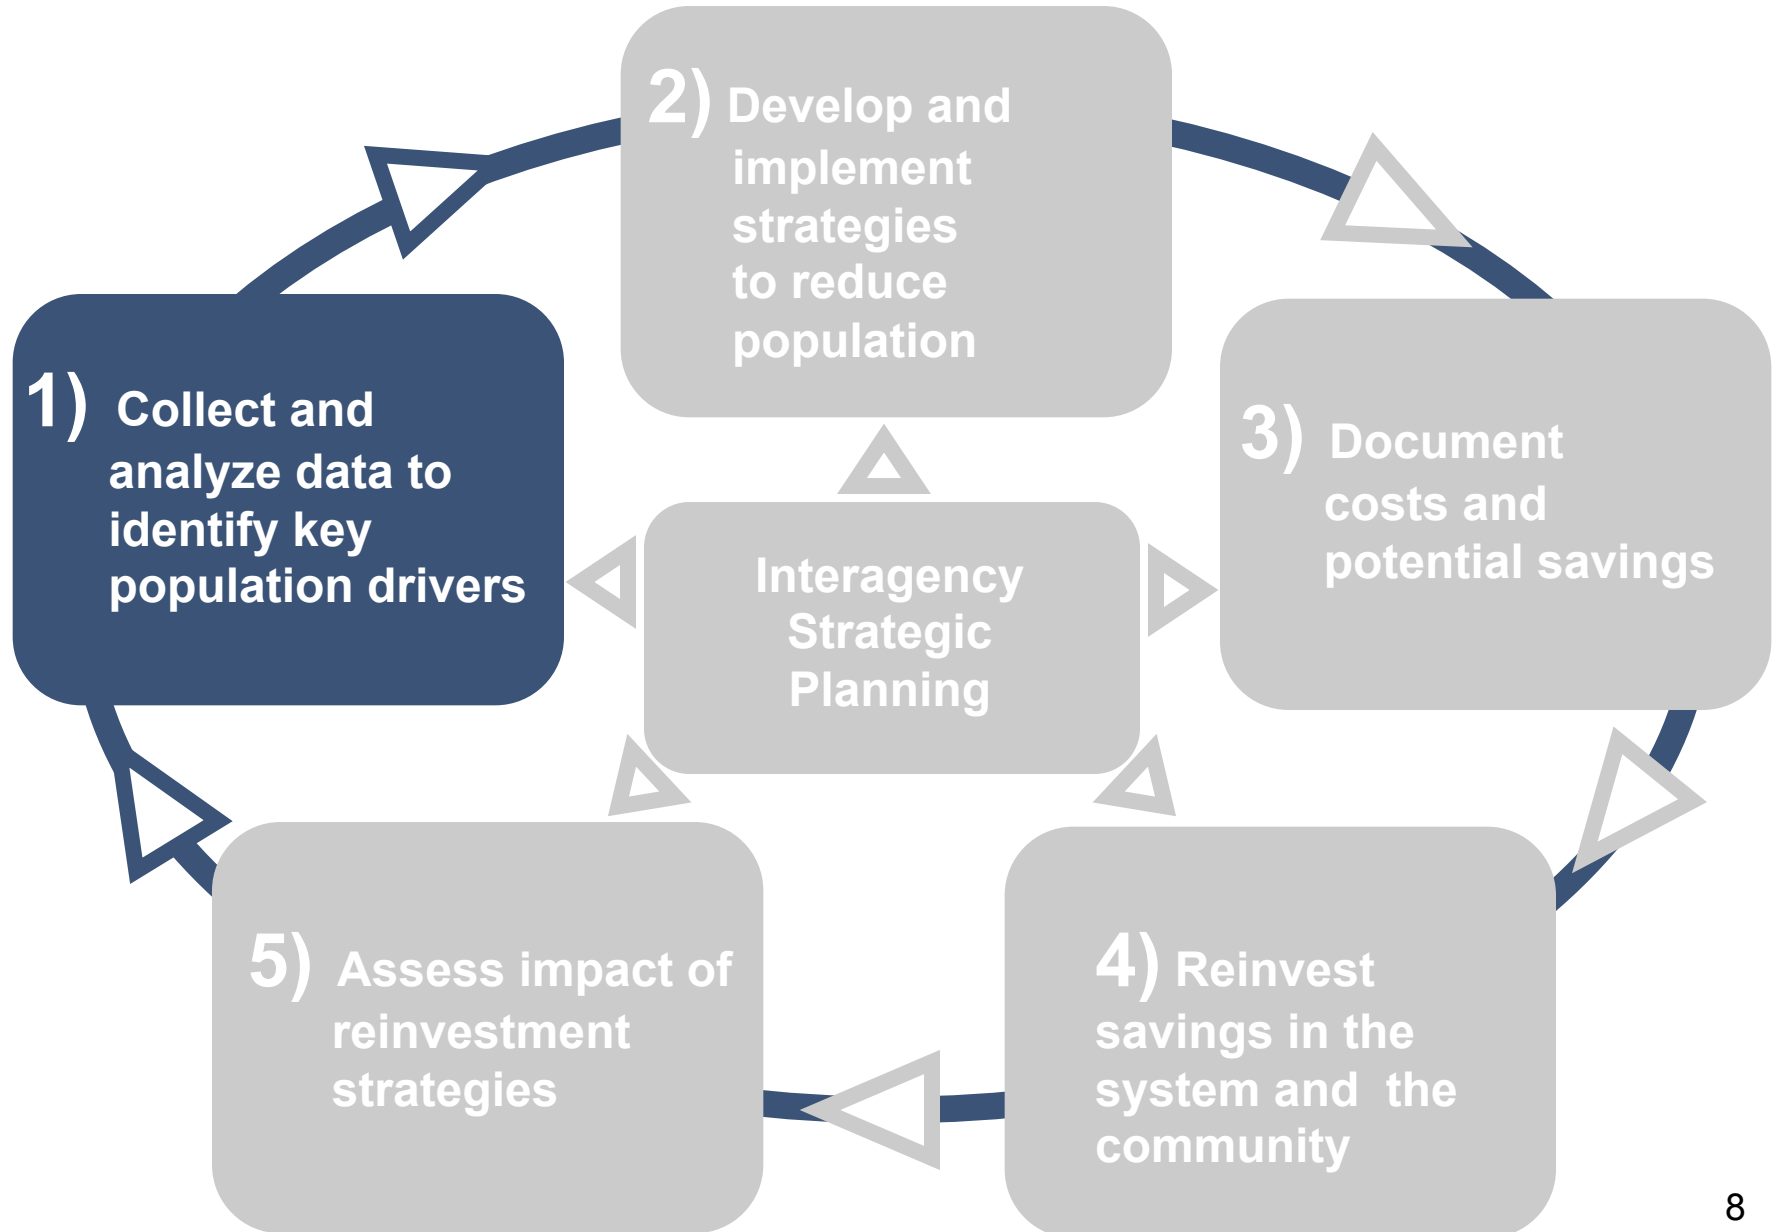 1) Collect and
analyze data to
identify key
population drivers
2) Develop and
implement
strategies
to reduce
population
3) Document
costs and
potential savings
4) Reinvest
savings in the
system and the
community
5) Assess impact of
reinvestment
strategies
Interagency
Strategic
Planning
8